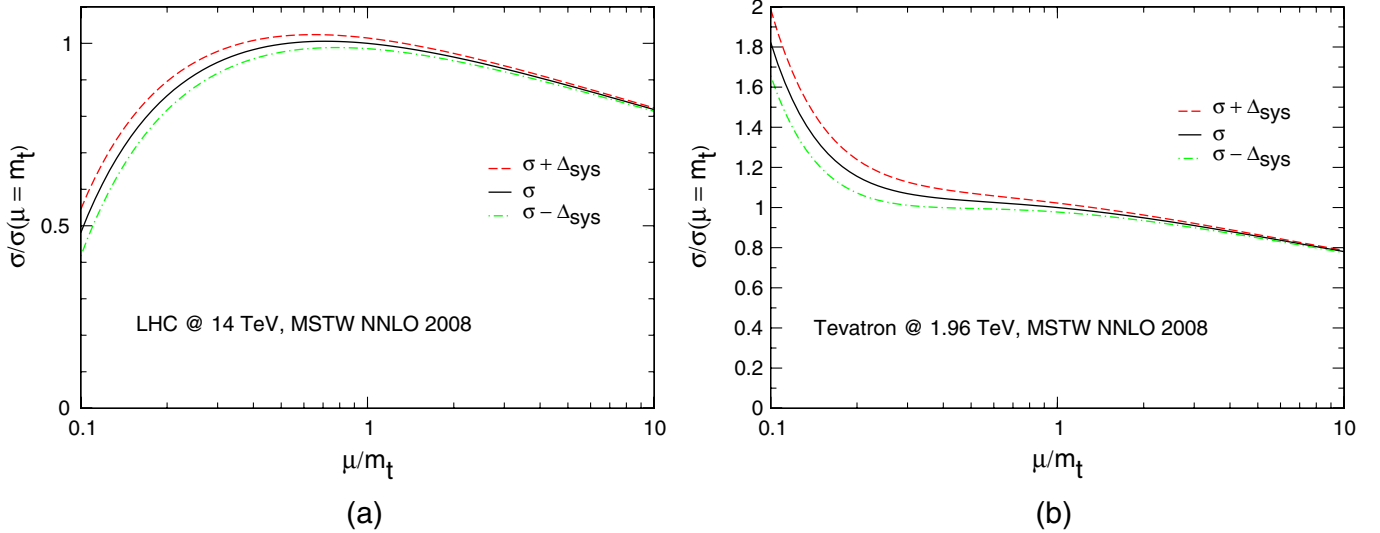 σ/σ(μ = mt)
1
0.5
0
σ + Δsys
σ
σ − Δsys
LHC @ 14 TeV, MSTW NNLO 2008
0.1
1
10
μ/mt
(a)
σ/σ(μ = mt)
2
1.8
1.6
1.4
1.2
1
0.8
0.6
0.4
0.2
0
σ + Δsys
σ
σ − Δsys
Tevatron @ 1.96 TeV, MSTW NNLO 2008
0.1
1
10
μ/mt
(b)